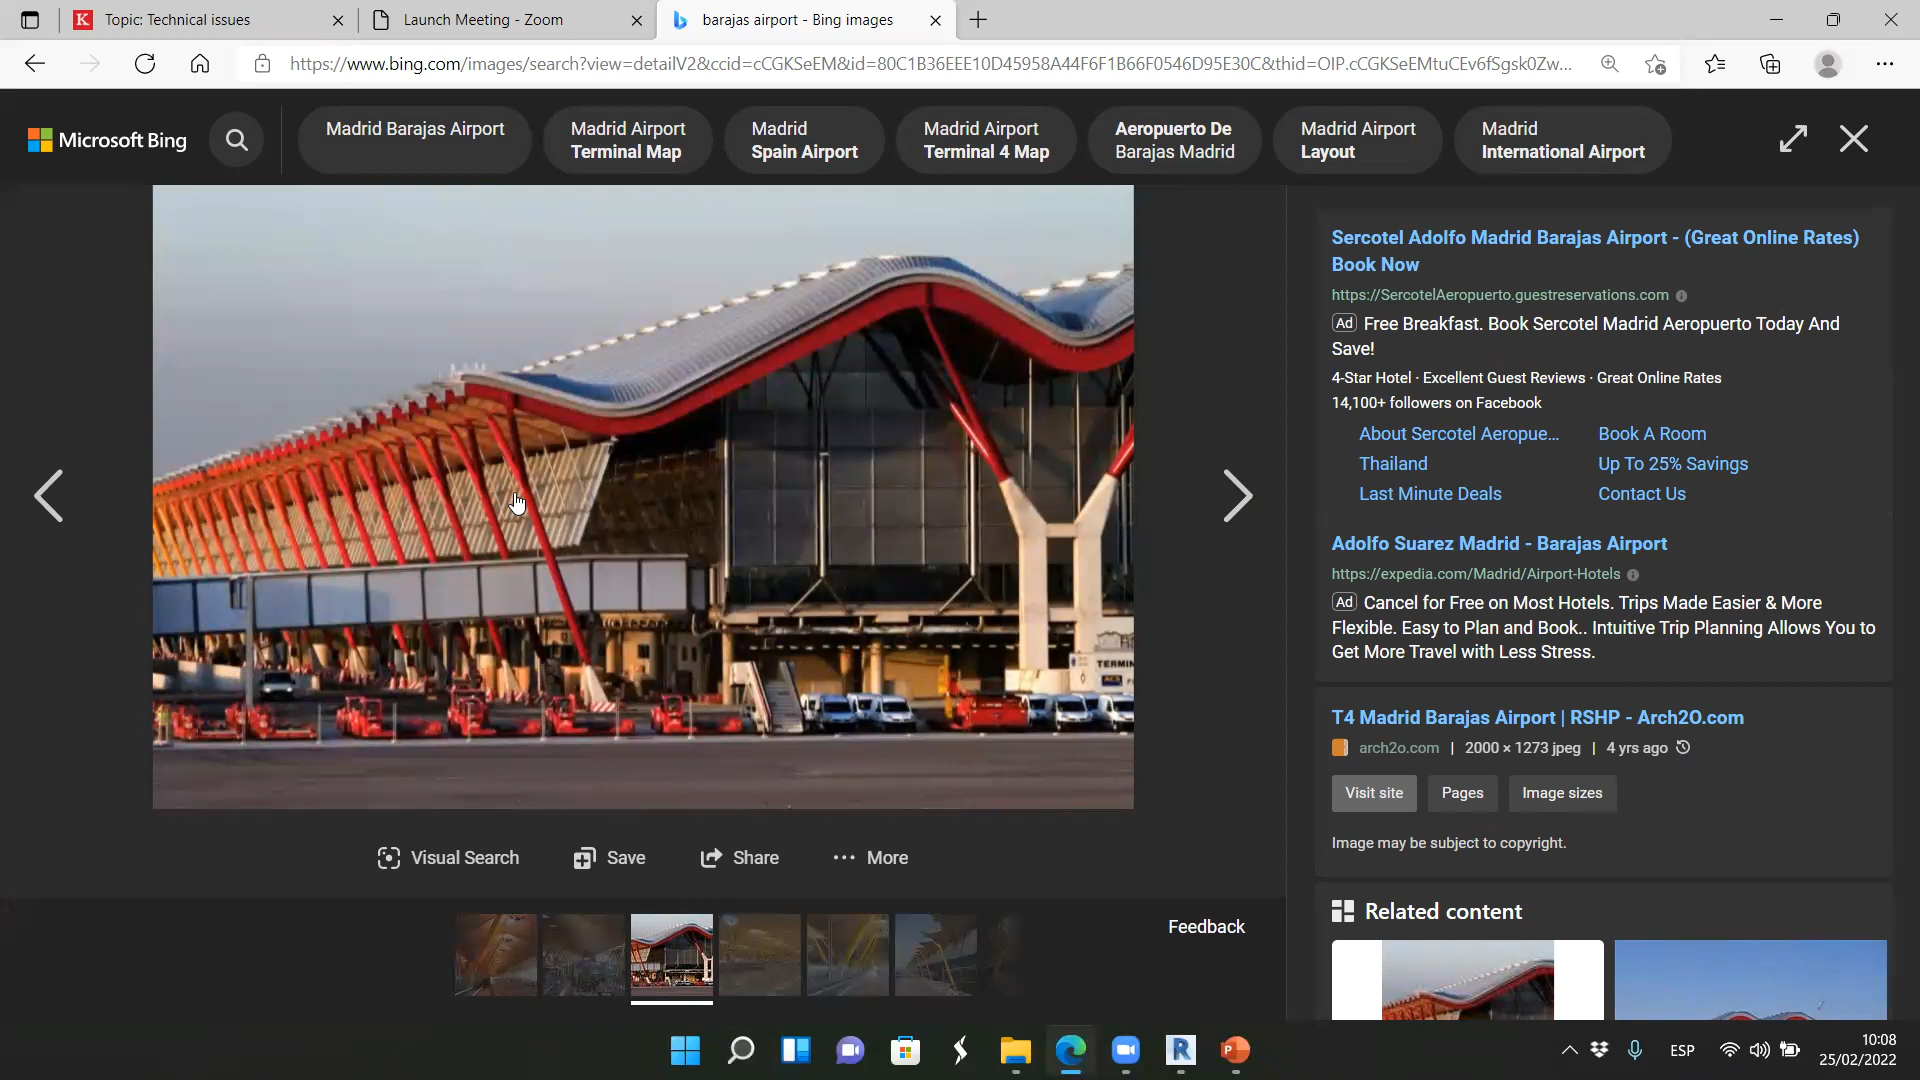 Topic: Technical issues
Launch Meeting - Zoom
barajas airport - Bing images
https://www.bing.com/images/search?view=detailV2&ccid=cCGKSeEM&id=80C1B36EEE10D45958A44F6F1B66F0546D95E30C&thid=OIP.cCGKSeEMtuCEv6fSgsk0Zw...
Microsoft Bing
Madrid Barajas Airport
Madrid Airport
Terminal Map
Madrid
Spain Airport
Madrid Airport
Terminal 4 Map
Aeropuerto De
Barajas Madrid
Madrid Airport
Layout
Madrid
International Airport
Sercotel Adolfo Madrid Barajas Airport - (Great Online Rates)
Book Now
https://SercotelAeropuerto.guestreservations.com
Ad Free Breakfast. Book Sercotel Madrid Aeropuerto Today And
Save!
4-Star Hotel · Excellent Guest Reviews · Great Online Rates
14,100+ followers on Facebook
About Sercotel Aeropue... Book A Room
Thailand Up To 25% Savings
Last Minute Deals Contact Us
Adolfo Suarez Madrid - Barajas Airport
https://expedia.com/Madrid/Airport-Hotels
Ad Cancel for Free on Most Hotels. Trips Made Easier & More
Flexible. Easy to Plan and Book.. Intuitive Trip Planning Allows You to
Get More Travel with Less Stress.
TERMIN
T4 Madrid Barajas Airport | RSHP - Arch2O.com
arch2o.com | 2000 × 1273 jpeg | 4 yrs ago
Visit site Pages Image sizes
Image may be subject to copyright.
Visual Search Save Share ··· More
Related content
Feedback
ESP
10:08
25/02/2022